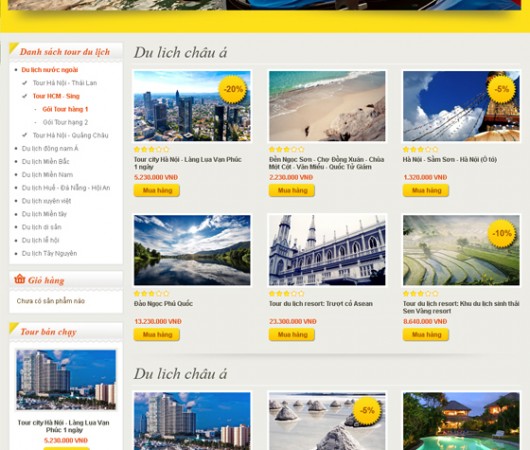 Danh sách tour du lịch
Du lịch nước ngoài
Tour Hà Nội - Thái Lan
Tour HCM - Sing
Gói Tour hàng 1
Gói Tour hạng 2
Tour Hà Nội - Quảng Châu
Du lịch đông nam Á
Du lịch Miền Bắc
Du lịch Miền Nam
Du lịch Huế - Đà Nẵng - Hội An
Du lịch xuyên việt
Du lịch Miền tây
Du lịch di sản
Du lịch lễ hội
Du lịch Tây Nguyên
Giỏ hàng
Chưa có sản phẩm nào
Tour bán chạy
Tour city Hà Nội - Làng Lụa Vạn
Phúc 1 ngày
5.230.000 VNĐ
Du lich châu á
-20%
Tour city Hà Nội - Làng Lụa Vạn Phúc
1 ngày
5.230.000 VNĐ
Mua hàng
Đền Ngọc Sơn - Chợ Đồng Xuân - Chùa
Một Cột - Văn Miếu - Quốc Tử Giám
2.230.000 VNĐ
Mua hàng
-5%
Hà Nội - Sầm Sơn - Hà Nội (Ô tô)
1.320.000 VNĐ
Mua hàng
Đảo Ngọc Phú Quốc
13.230.000 VNĐ
Mua hàng
Tour du lịch resort: Trượt cỏ Asean
23.300.000 VNĐ
Mua hàng
-10%
Tour du lịch resort: Khu du lịch sinh thái
Sen Vàng resort
8.640.000 VNĐ
Mua hàng
Du lich châu á
-5%